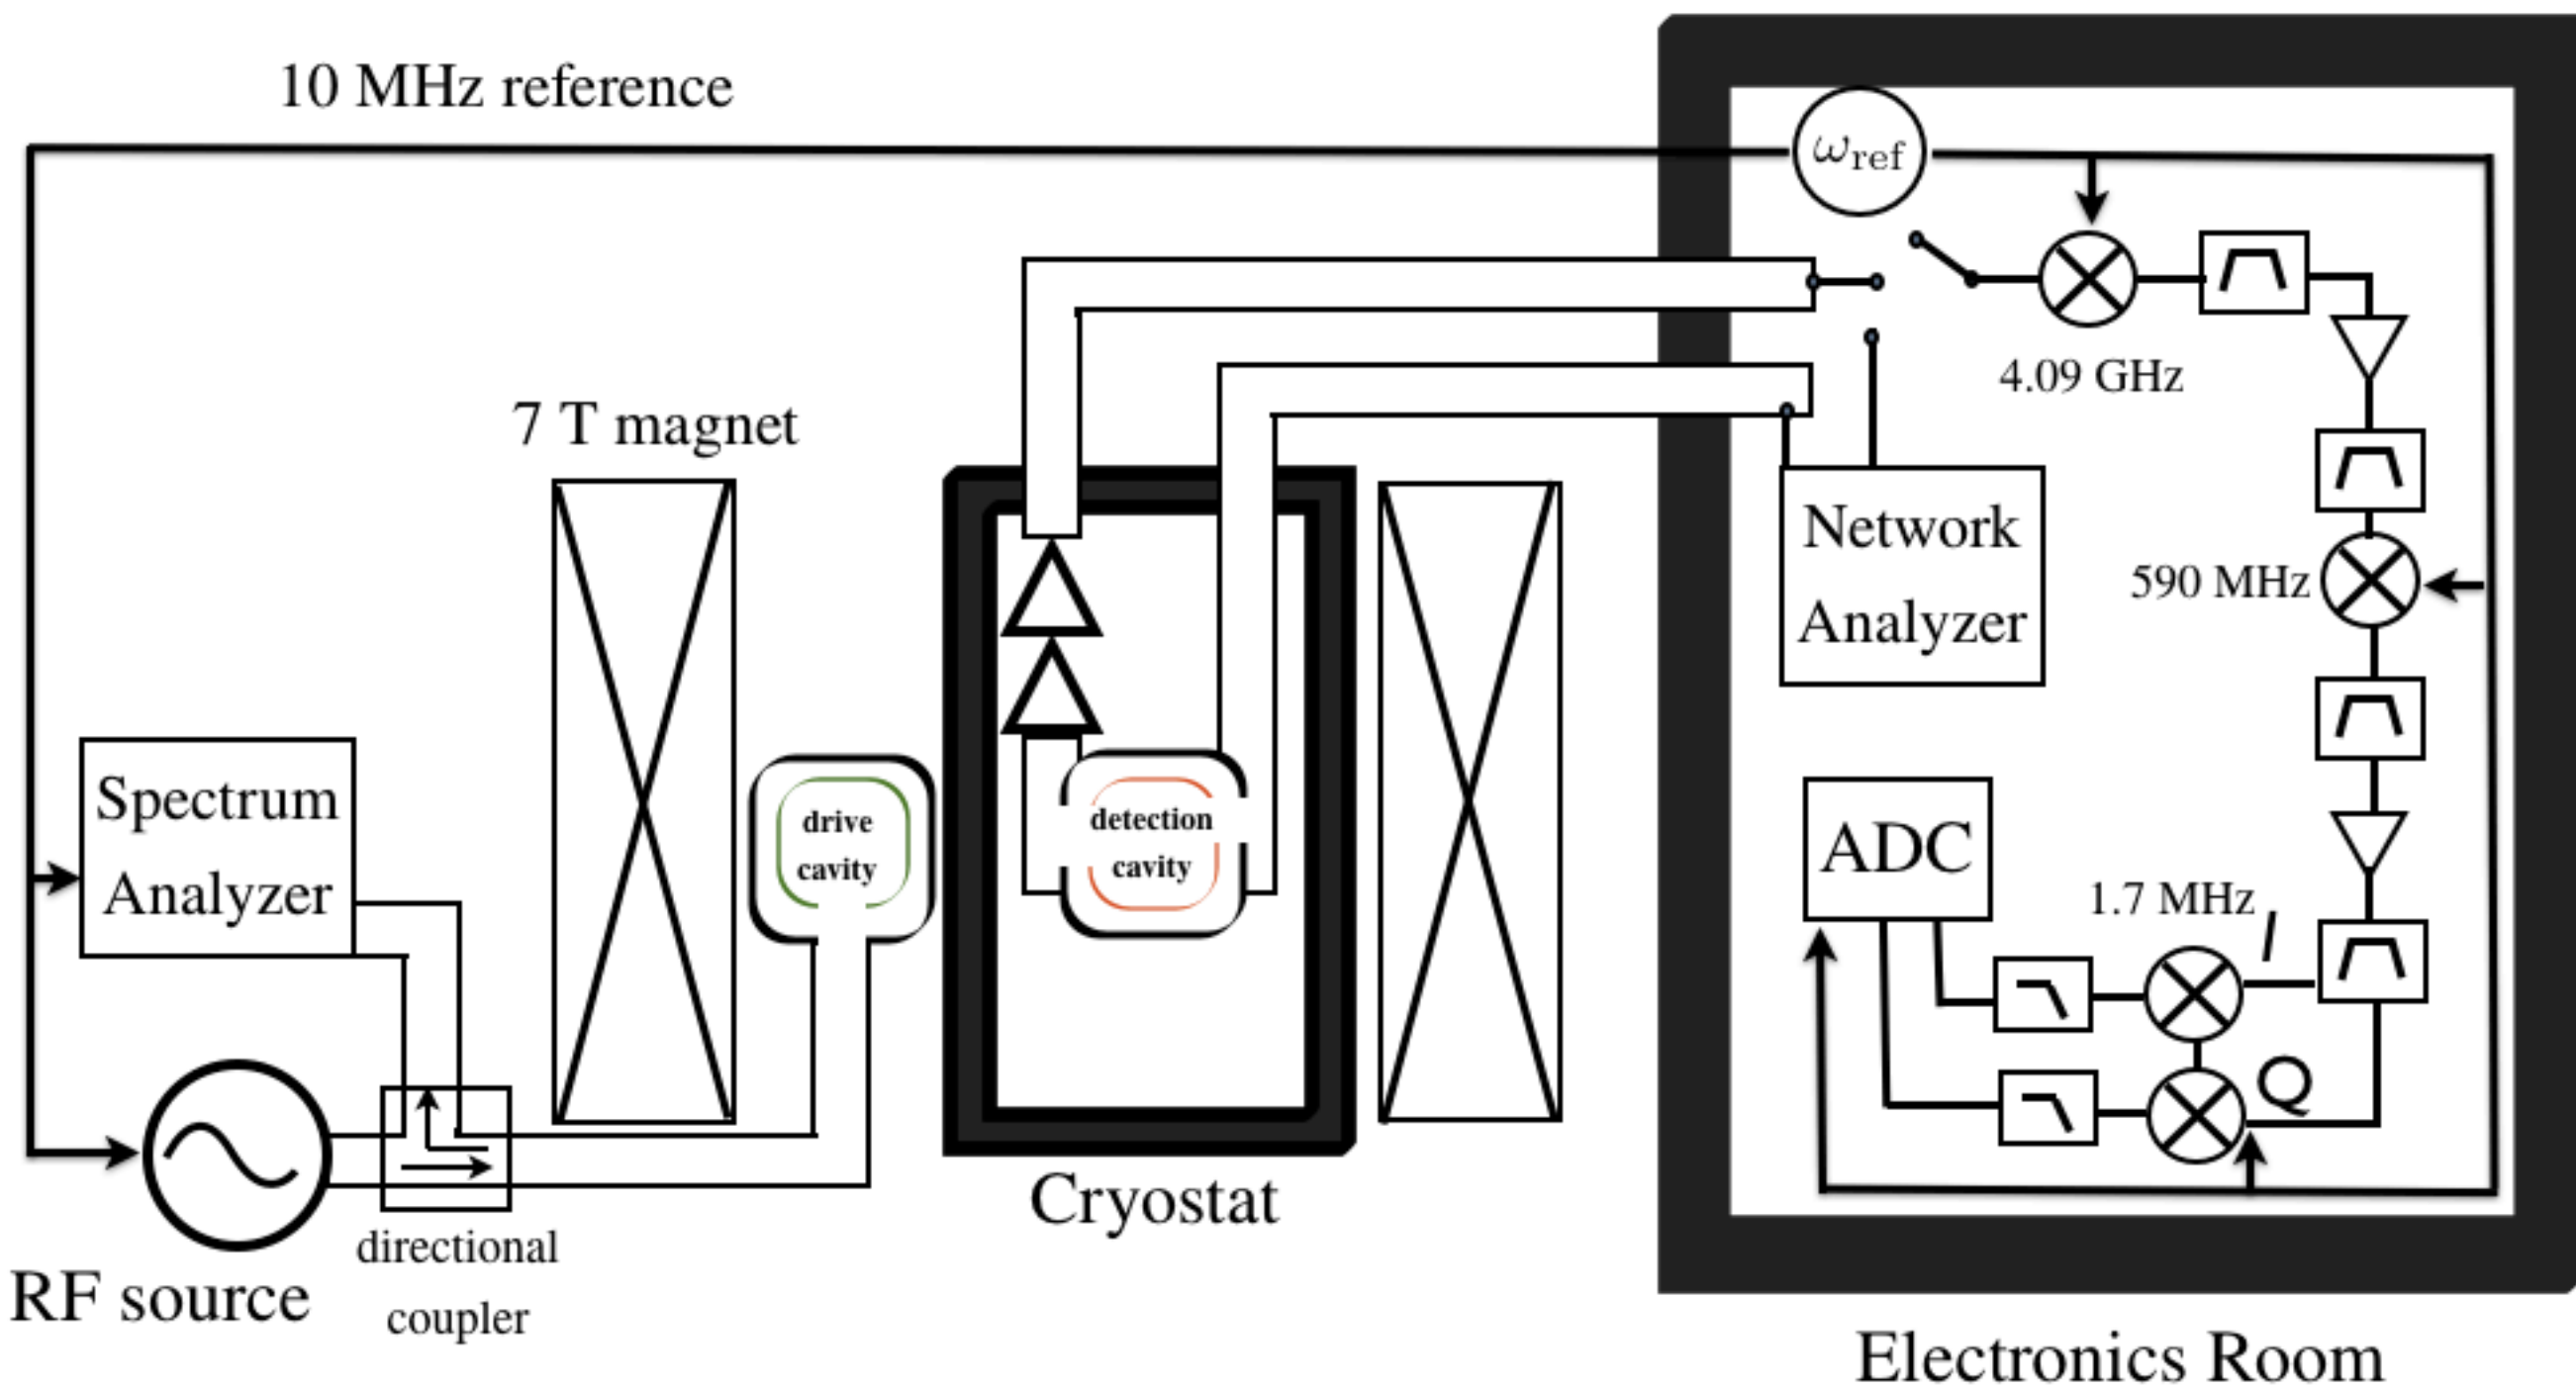 10 MHz reference
ωref
4.09 GHz
7 T magnet
Network
Analyzer
590 MHz
Spectrum
Analyzer
drive
cavity
detection
cavity
ADC
1.7 MHz
I
Q
Cryostat
directional
coupler
RF source
Electronics Room